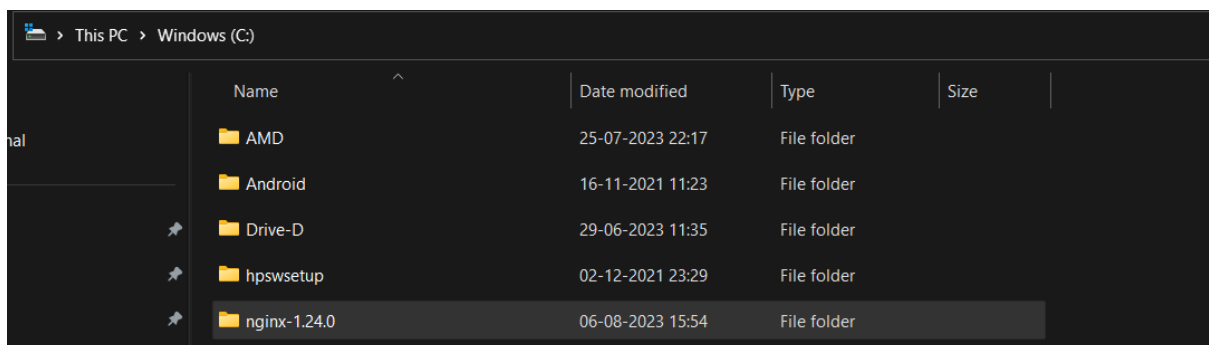 This PC > Windows (C:)
Name Date modified Type Size
nal
AMD 25-07-2023 22:17 File folder
Android 16-11-2021 11:23 File folder
Drive-D 29-06-2023 11:35 File folder
hpswsetup 02-12-2021 23:29 File folder
nginx-1.24.0 06-08-2023 15:54 File folder